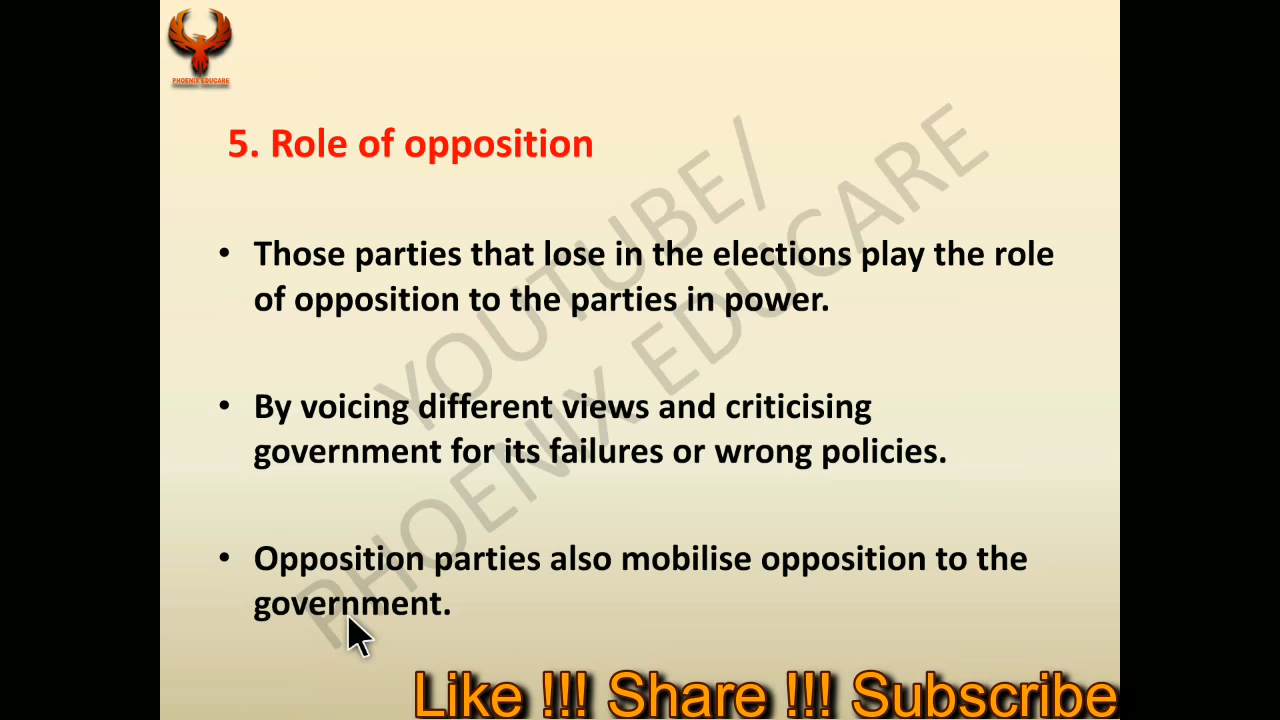 PHOENIX EDUCARE
5. Role of opposition
• Those parties that lose in the elections play the role
of opposition to the parties in power.
• By voicing different views and criticising
government for its failures or wrong policies.
• Opposition parties also mobilise opposition to the
government.
YOUTUBE/
PHOENIX EDUCARE
Like !!! Share !!! Subscribe